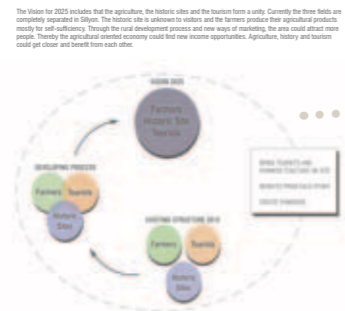 The Vision for 2025 includes that the agriculture, the historic sites and the tourism form a unity. Currently the three fields are
completely separated in Sillyon. The historic site is unknown to visitors and the farmers produce their agricultural products
mostly for self-sufficiency. Through the rural development process and new ways of marketing, the area could attract more
people. Thereby the agricultural oriented economy could find new income opportunities. Agriculture, history and tourism
could get closer and benefit from each other.
VISION 2025
Farmers
Historic Site
Tourists
DEVELOPING PROCESS
Farmers
Tourists
Historic
Sites
EXISTING STRUCTURE 2010
Farmers
Tourists
Historic
Sites